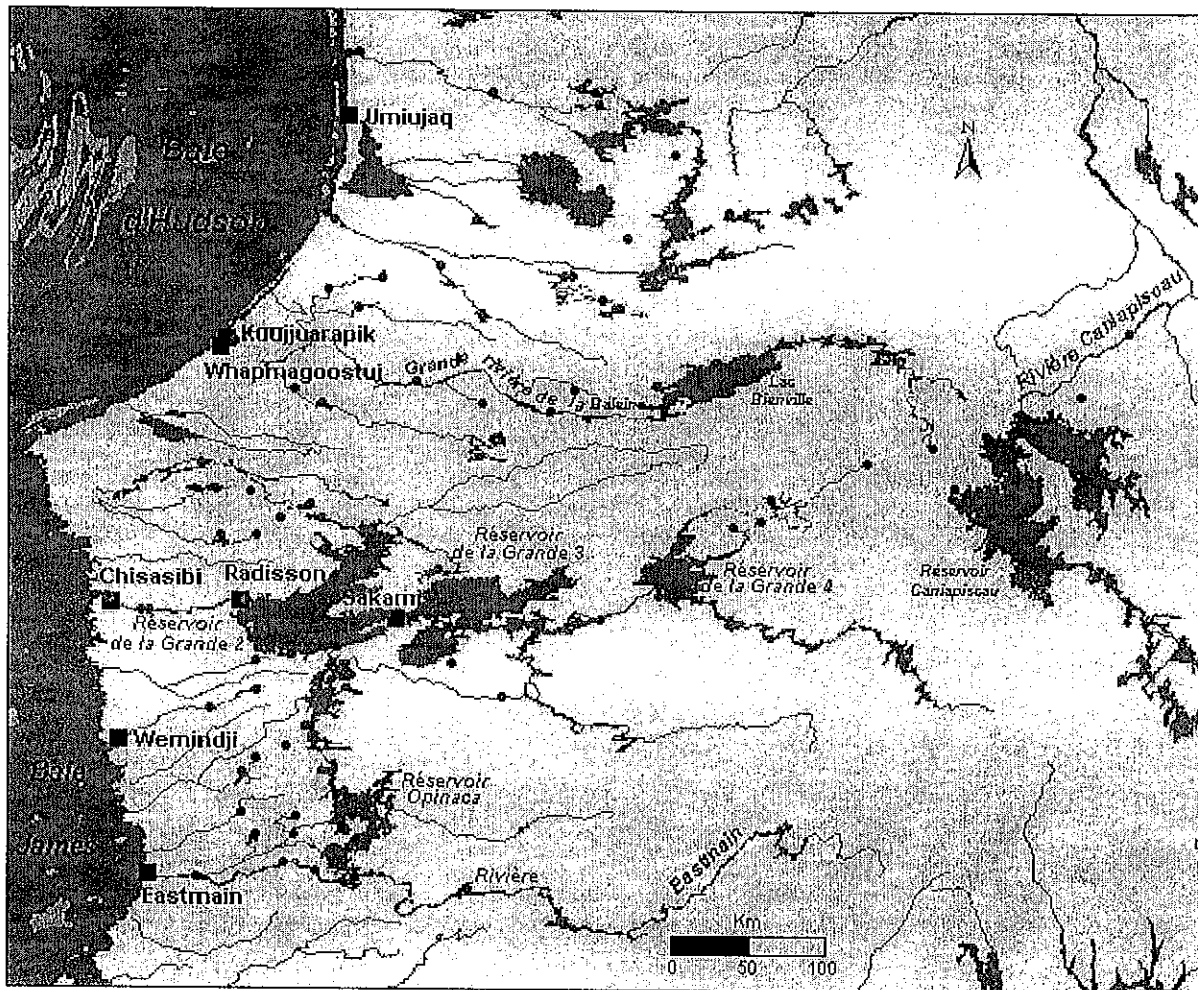 Umiujaq
Baie
d'Hudson
N
Kuujjuarapik
Whapmagoostui
Grande rivière de la Baleine
Lac
Bienville
Rivière Caniapiscau
Réservoir
de la Grande 3
Chisasibi
Radisson
Sakami
Réservoir
de la Grande 4
Réservoir
Caniapiscau
Réservoir
de la Grande 2
Wemindji
Baie
James
Réservoir
Opinaca
Eastmain
Rivière
Eastmain
Km
0 50 100